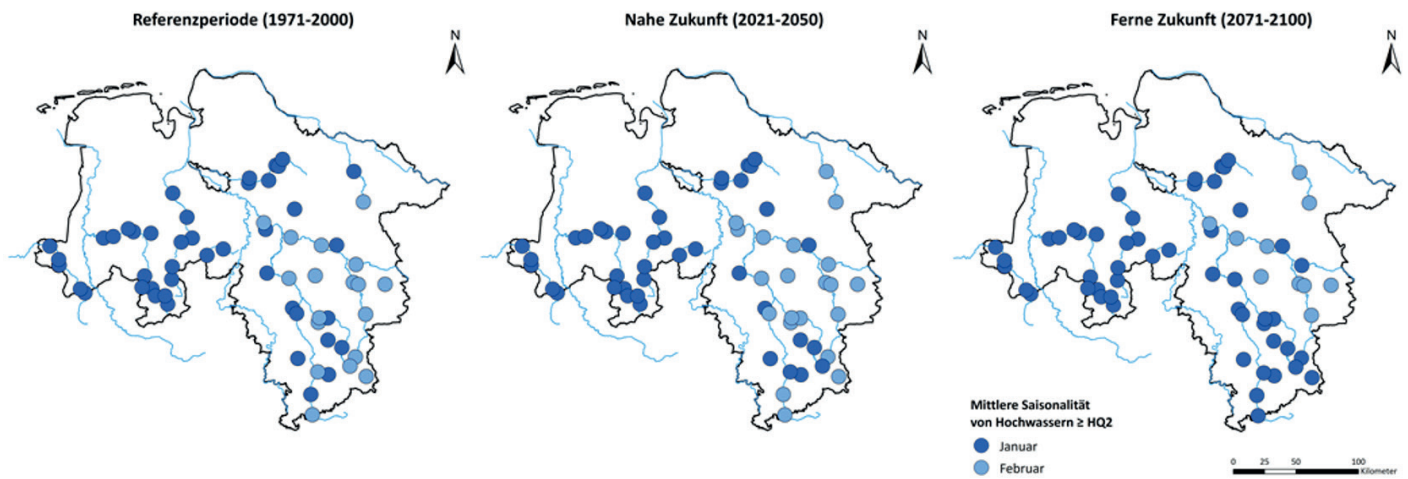 Referenzperiode (1971-2000)
Nahe Zukunft (2021-2050)
Ferne Zukunft (2071-2100)
N
N
N
Mittlere Saisonalität
von Hochwassern ≥ HQ2
Januar
Februar
0 25 50 100
Kilometer